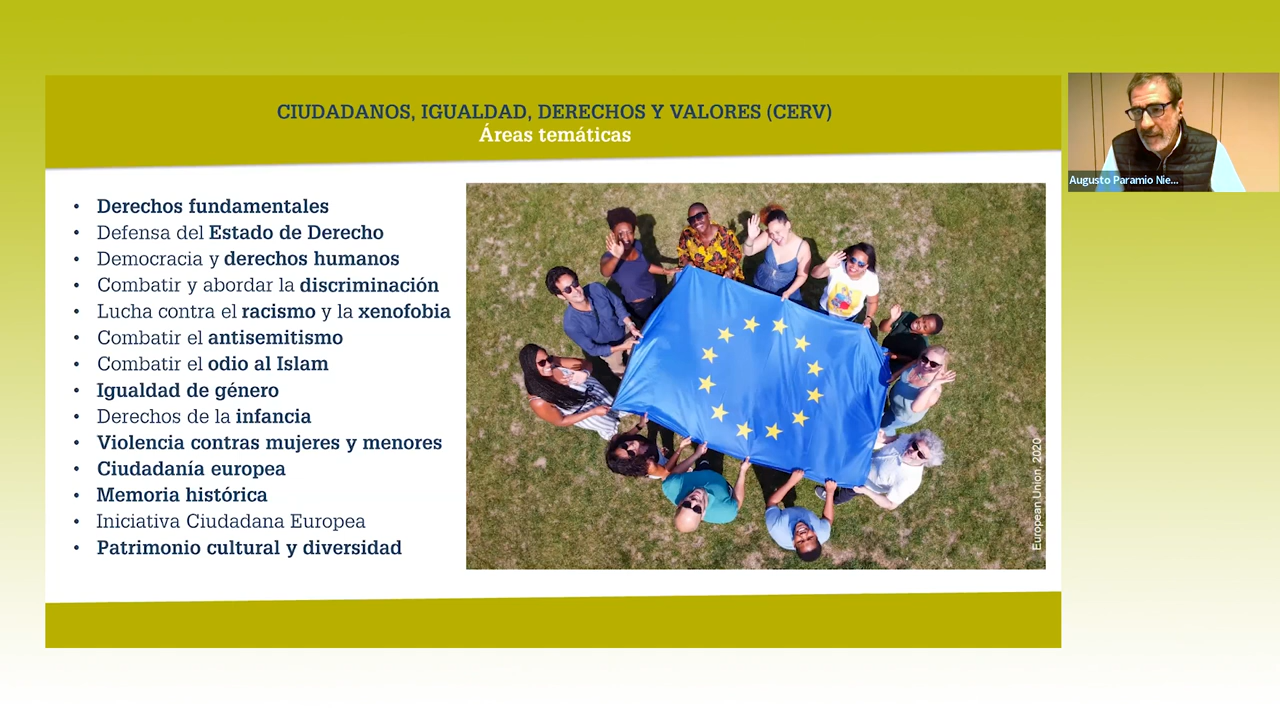 CIUDADANOS, IGUALDAD, DERECHOS Y VALORES (CERV)
Áreas temáticas
• Derechos fundamentales
• Defensa del Estado de Derecho
• Democracia y derechos humanos
• Combatir y abordar la discriminación
• Lucha contra el racismo y la xenofobia
• Combatir el antisemitismo
• Combatir el odio al Islam
• Igualdad de género
• Derechos de la infancia
• Violencia contras mujeres y menores
• Ciudadanía europea
• Memoria histórica
• Iniciativa Ciudadana Europea
• Patrimonio cultural y diversidad
European Union, 2020
Augusto Paramio Nie...